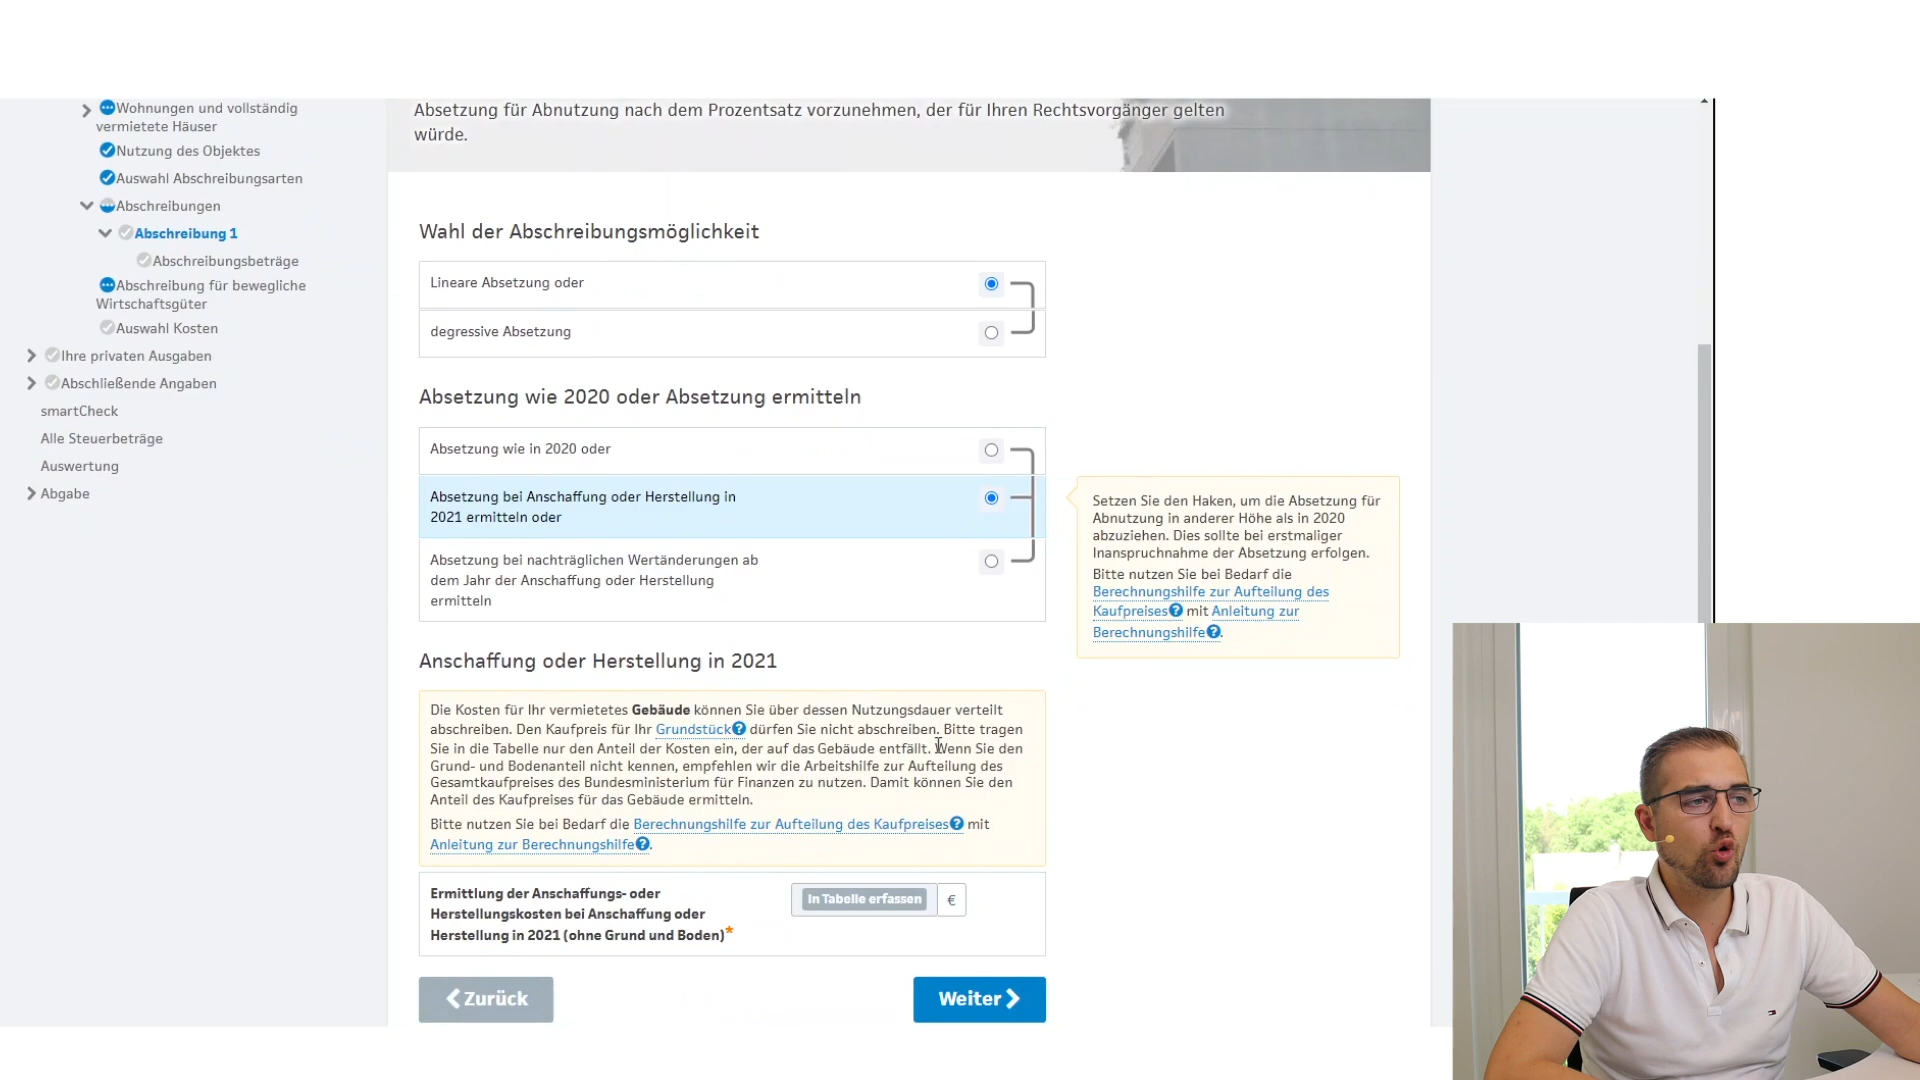 Wohnungen und vollständig
vermietete Häuser
Nutzung des Objektes
Auswahl Abschreibungsarten
Abschreibungen
Abschreibung 1
Abschreibungsbeträge
Abschreibung für bewegliche
Wirtschaftsgüter
Auswahl Kosten
Ihre privaten Ausgaben
Abschließende Angaben
smartCheck
Alle Steuerbeträge
Auswertung
Abgabe
Absetzung für Abnutzung nach dem Prozentsatz vorzunehmen, der für Ihren Rechtsvorgänger gelten
würde.
Wahl der Abschreibungsmöglichkeit
Lineare Absetzung oder
degressive Absetzung
Absetzung wie 2020 oder Absetzung ermitteln
Absetzung wie in 2020 oder
Absetzung bei Anschaffung oder Herstellung in
2021 ermitteln oder
Absetzung bei nachträglichen Wertänderungen ab
dem Jahr der Anschaffung oder Herstellung
ermitteln
Setzen Sie den Haken, um die Absetzung für
Abnutzung in anderer Höhe als in 2020
abzuziehen. Dies sollte bei erstmaliger
Inanspruchnahme der Absetzung erfolgen.
Bitte nutzen Sie bei Bedarf die
Berechnungshilfe zur Aufteilung des
Kaufpreises? mit Anleitung zur
Berechnungshilfe?.
Anschaffung oder Herstellung in 2021
Die Kosten für Ihr vermietetes Gebäude können Sie über dessen Nutzungsdauer verteilt
abschreiben. Den Kaufpreis für Ihr Grundstück? dürfen Sie nicht abschreiben. Bitte tragen
Sie in die Tabelle nur den Anteil der Kosten ein, der auf das Gebäude entfällt. Wenn Sie den
Grund- und Bodenanteil nicht kennen, empfehlen wir die Arbeitshilfe zur Aufteilung des
Gesamtkaufpreises des Bundesministerium für Finanzen zu nutzen. Damit können Sie den
Anteil des Kaufpreises für das Gebäude ermitteln.
Bitte nutzen Sie bei Bedarf die Berechnungshilfe zur Aufteilung des Kaufpreises? mit
Anleitung zur Berechnungshilfe?.
Ermittlung der Anschaffungs- oder
Herstellungskosten bei Anschaffung oder
Herstellung in 2021 (ohne Grund und Boden)*
In Tabelle erfassen €
Zurück
Weiter